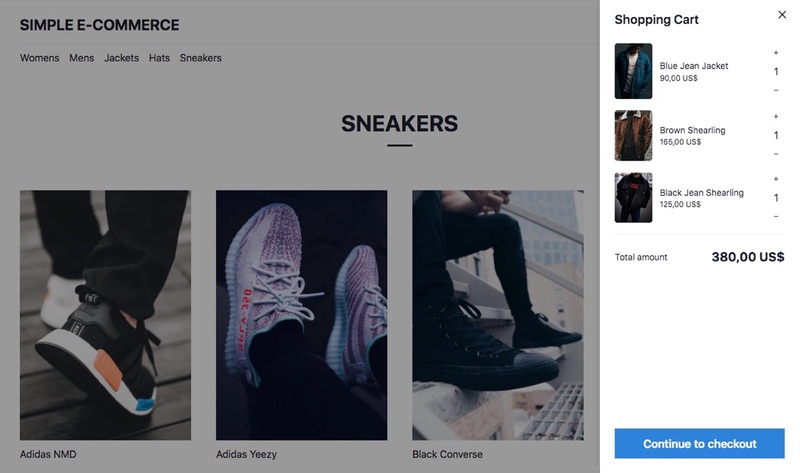 SIMPLE E-COMMERCE
Womens Mens Jackets Hats Sneakers
SNEAKERS
Adidas NMD
Adidas Yeezy
Black Converse
Shopping Cart
Blue Jean Jacket
90,00 US$
+
1
−
Brown Shearling
165,00 US$
+
1
−
Black Jean Shearling
125,00 US$
+
1
−
Total amount 380,00 US$
Continue to checkout